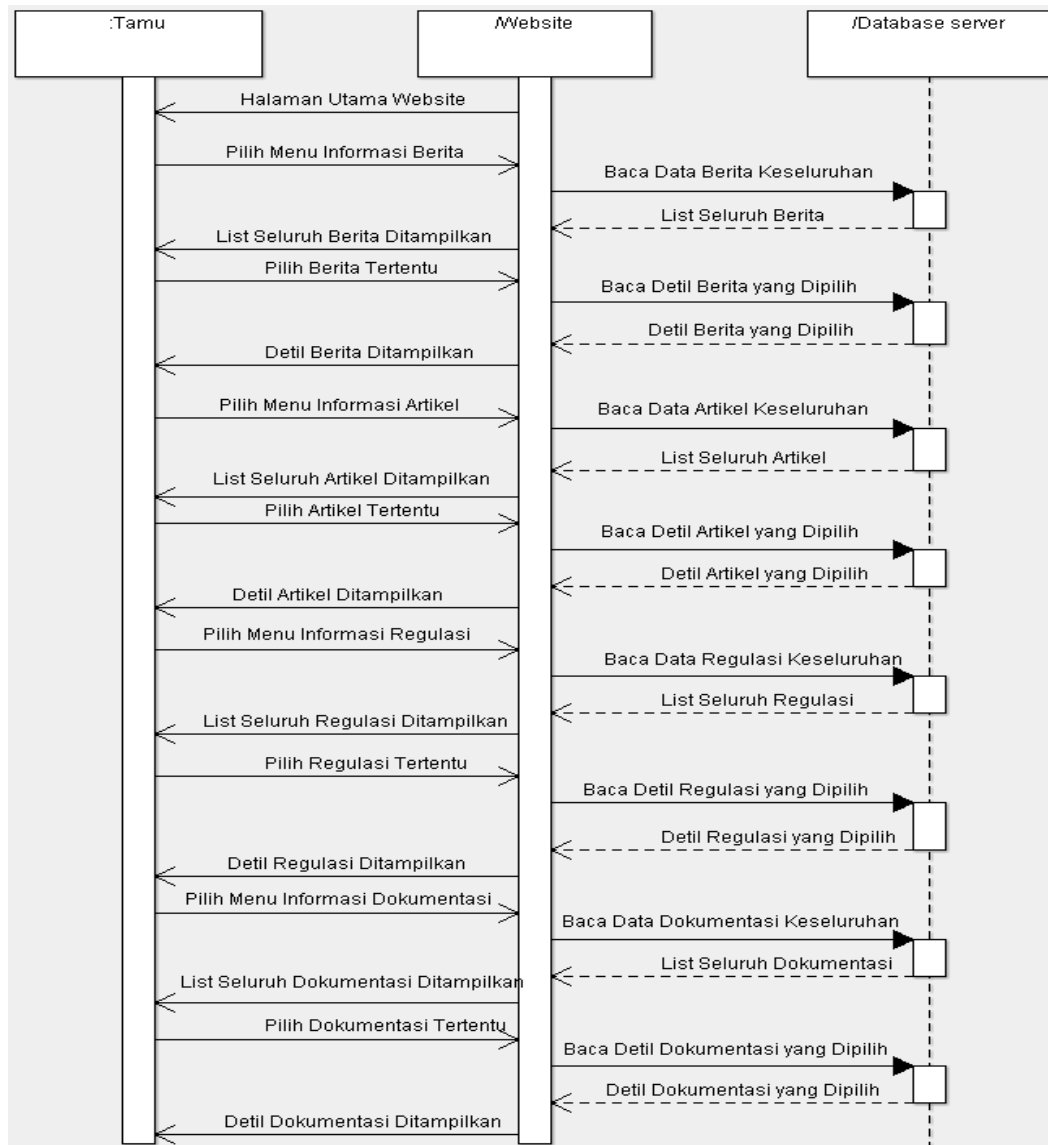 :Tamu
/Website
/Database server
Halaman Utama Website
Pilih Menu Informasi Berita
Baca Data Berita Keseluruhan
List Seluruh Berita
List Seluruh Berita Ditampilkan
Pilih Berita Tertentu
Baca Detil Berita yang Dipilih
Detil Berita yang Dipilih
Detil Berita Ditampilkan
Pilih Menu Informasi Artikel
Baca Data Artikel Keseluruhan
List Seluruh Artikel
List Seluruh Artikel Ditampilkan
Pilih Artikel Tertentu
Baca Detil Artikel yang Dipilih
Detil Artikel yang Dipilih
Detil Artikel Ditampilkan
Pilih Menu Informasi Regulasi
Baca Data Regulasi Keseluruhan
List Seluruh Regulasi
List Seluruh Regulasi Ditampilkan
Pilih Regulasi Tertentu
Baca Detil Regulasi yang Dipilih
Detil Regulasi yang Dipilih
Detil Regulasi Ditampilkan
Pilih Menu Informasi Dokumentasi
Baca Data Dokumentasi Keseluruhan
List Seluruh Dokumentasi
List Seluruh Dokumentasi Ditampilkan
Pilih Dokumentasi Tertentu
Baca Detil Dokumentasi yang Dipilih
Detil Dokumentasi yang Dipilih
Detil Dokumentasi Ditampilkan